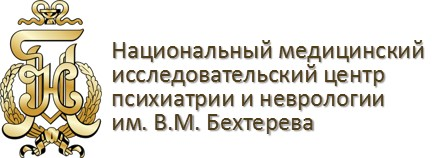 Национальный медицинский
исследовательский центр
психиатрии и неврологии
им. В.М. Бехтерева